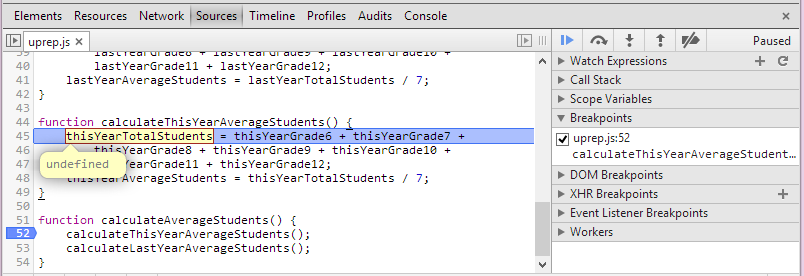 Elements Resources Network Sources Timeline Profiles Audits Console
uprep.js × Paused
39 lastYearGrade8 + lastYearGrade9 + lastYearGrade10 +
40 lastYearGrade11 + lastYearGrade12;
41 lastYearAverageStudents = lastYearTotalStudents / 7;
42 }
43
44 function calculateThisYearAverageStudents() {
45 thisYearTotalStudents = thisYearGrade6 + thisYearGrade7 +
46 thisYearGrade8 + thisYearGrade9 + thisYearGrade10 +
undefined
47 YearGrade11 + thisYearGrade12;
48 thisYearAverageStudents = thisYearTotalStudents / 7;
49 }
50
51 function calculateAverageStudents() {
52 calculateThisYearAverageStudents();
53 calculateLastYearAverageStudents();
54 }
Watch Expressions
Call Stack
Scope Variables
Breakpoints
uprep.js:52
calculateThisYearAverageStudent...
DOM Breakpoints
XHR Breakpoints
Event Listener Breakpoints
Workers